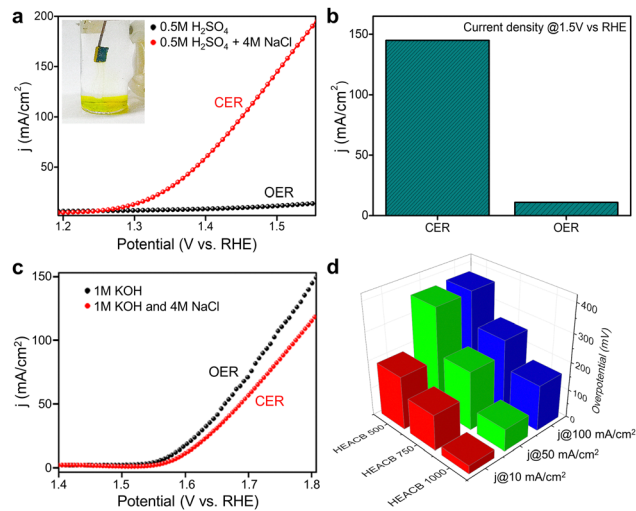 a
200
150
100
50
j (mA/cm²)
0.5M H₂SO₄
0.5M H₂SO₄ + 4M NaCl
CER
OER
1.2 1.3 1.4 1.5
Potential (V vs. RHE)
b
200
150
100
50
0
j (mA/cm²)
Current density @1.5V vs RHE
CER OER
c
150
100
50
0
j (mA/cm²)
1M KOH
1M KOH and 4M NaCl
OER
CER
1.4 1.5 1.6 1.7 1.8
Potential (V vs. RHE)
d
400
300
200
100
0
Overpotential (mV)
HEACB 500
HEACB 750
HEACB 1000
j@100 mA/cm²
j@50 mA/cm²
j@10 mA/cm²